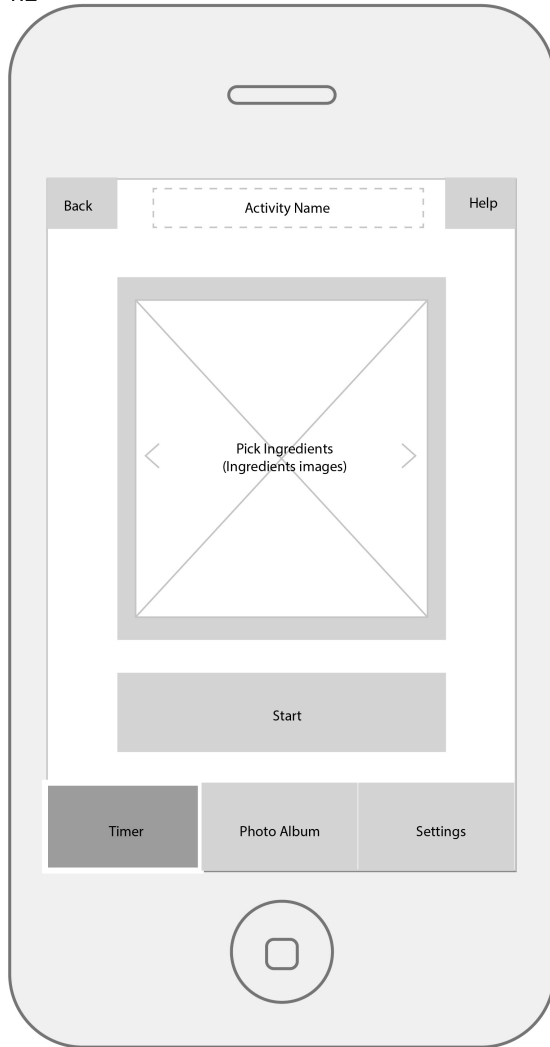 Back
Activity Name
Help
Pick Ingredients
(Ingredients images)
Start
Timer
Photo Album
Settings